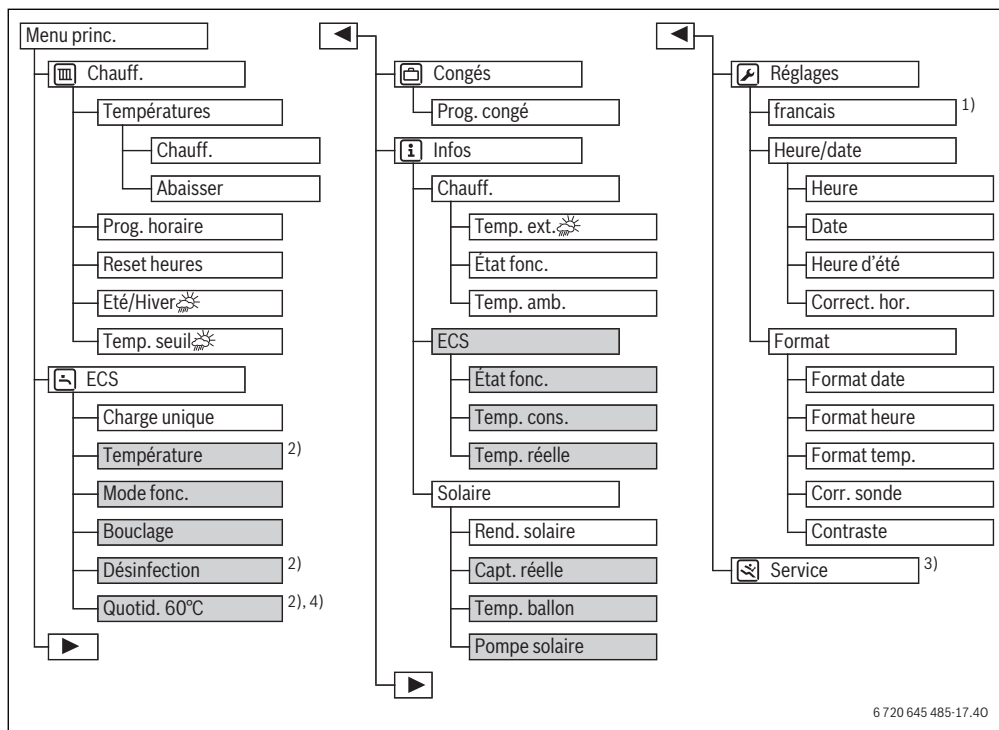 Menu princ.
Chauff.
Températures
Chauff.
Abaisser
Prog. horaire
Reset heures
Eté/Hiver
Temp. seuil
ECS
Charge unique
Température 2)
Mode fonc.
Bouclage
Désinfection 2)
Quotid. 60°C 2), 4)
Congés
Prog. congé
Infos
Chauff.
Temp. ext.
État fonc.
Temp. amb.
ECS
État fonc.
Temp. cons.
Temp. réelle
Solaire
Rend. solaire
Capt. réelle
Temp. ballon
Pompe solaire
Réglages
francais 1)
Heure/date
Heure
Date
Heure d'été
Correct. hor.
Format
Format date
Format heure
Format temp.
Corr. sonde
Contraste
Service 3)
6 720 645 485-17.4O